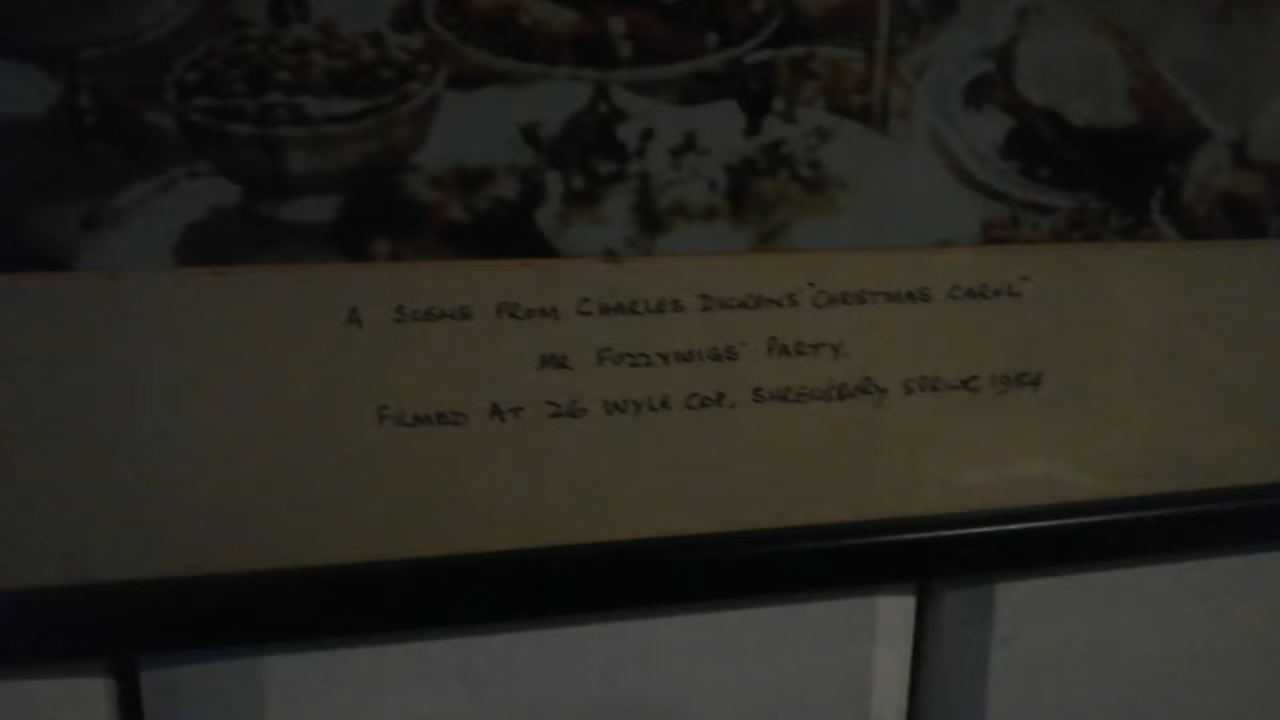 A SCENE FROM CHARLES DICKENS "CHRISTMAS CAROL"
MR FUZZYWIGS' PARTY.
FILMED AT 26 WYLE COP, SHREWSBURY SPRING 1984